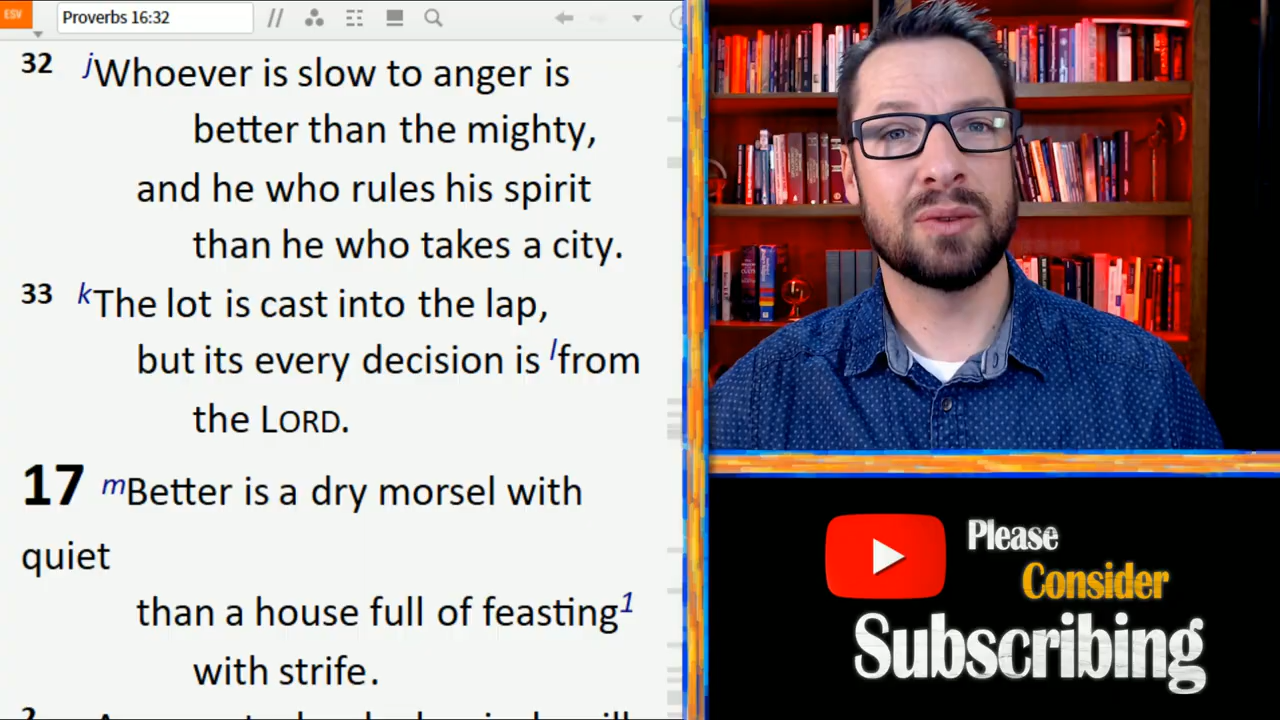 ESV
Proverbs 16:32
32 jWhoever is slow to anger is
better than the mighty,
and he who rules his spirit
than he who takes a city.
33 kThe lot is cast into the lap,
but its every decision is lfrom
the LORD.
17 mBetter is a dry morsel with
quiet
than a house full of feasting1
with strife.
2
Please
Consider
Subscribing